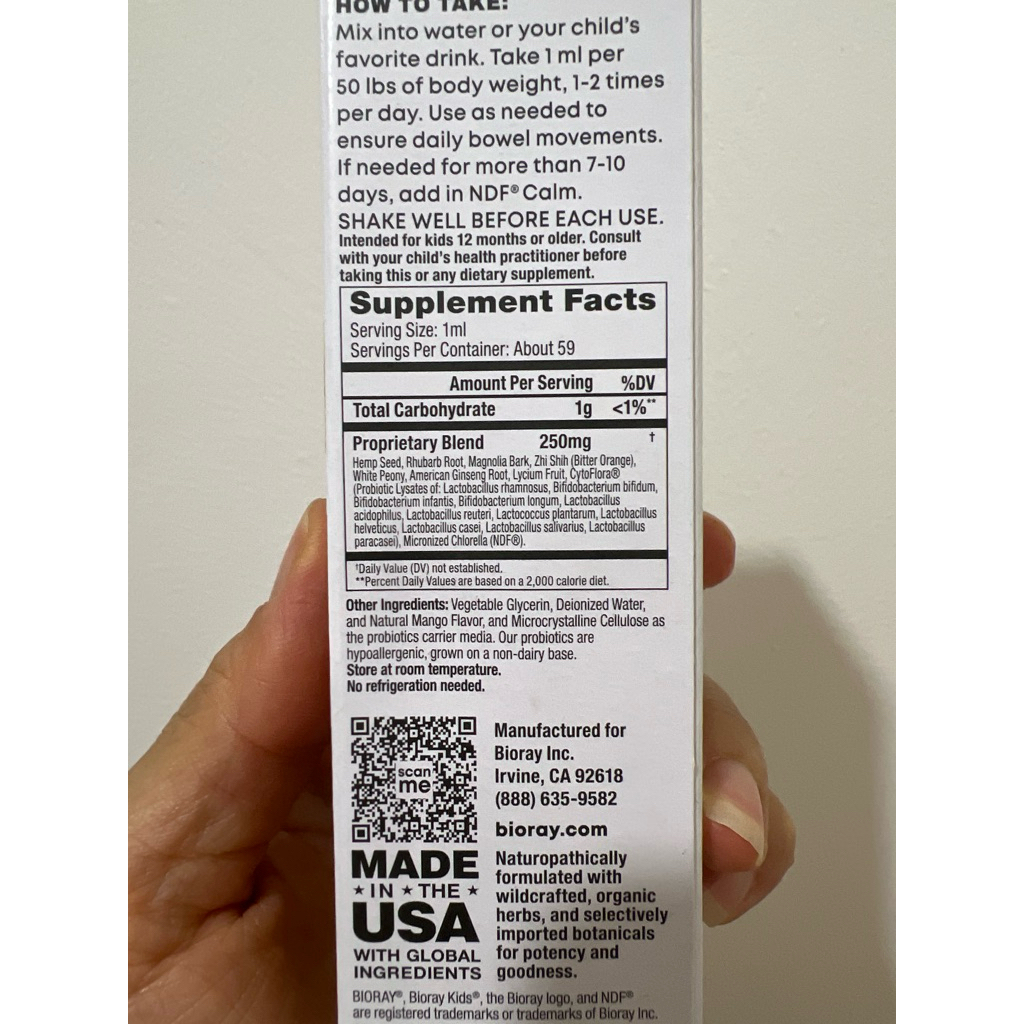 HOW TO TAKE:
Mix into water or your child's
favorite drink. Take 1 ml per
50 lbs of body weight, 1-2 times
per day. Use as needed to
ensure daily bowel movements.
If needed for more than 7-10
days, add in NDF® Calm.
SHAKE WELL BEFORE EACH USE.
Intended for kids 12 months or older. Consult
with your child's health practitioner before
taking this or any dietary supplement.
Supplement Facts
Serving Size: 1ml
Servings Per Container: About 59
Amount Per Serving %DV
Total Carbohydrate 1g <1%**
Proprietary Blend 250mg †
Hemp Seed, Rhubarb Root, Magnolia Bark, Zhi Shih (Bitter Orange),
White Peony, American Ginseng Root, Lycium Fruit, CytoFlora®
(Probiotic Lysates of: Lactobacillus rhamnosus, Bifidobacterium bifidum,
Bifidobacterium infantis, Bifidobacterium longum, Lactobacillus
acidophilus, Lactobacillus reuteri, Lactococcus plantarum, Lactobacillus
helveticus, Lactobacillus casei, Lactobacillus salivarius, Lactobacillus
paracasei), Micronized Chlorella (NDF®).
†Daily Value (DV) not established.
**Percent Daily Values are based on a 2,000 calorie diet.
Other Ingredients: Vegetable Glycerin, Deionized Water,
and Natural Mango Flavor, and Microcrystalline Cellulose as
the probiotics carrier media. Our probiotics are
hypoallergenic, grown on a non-dairy base.
Store at room temperature.
No refrigeration needed.
scan
me
Manufactured for
Bioray Inc.
Irvine, CA 92618
(888) 635-9582
bioray.com
MADE
★ IN ★ THE ★
USA
WITH GLOBAL
INGREDIENTS
Naturopathically
formulated with
wildcrafted, organic
herbs, and selectively
imported botanicals
for potency and
goodness.
BIORAY®, Bioray Kids®, the Bioray logo, and NDF®
are registered trademarks or trademarks of Bioray Inc.